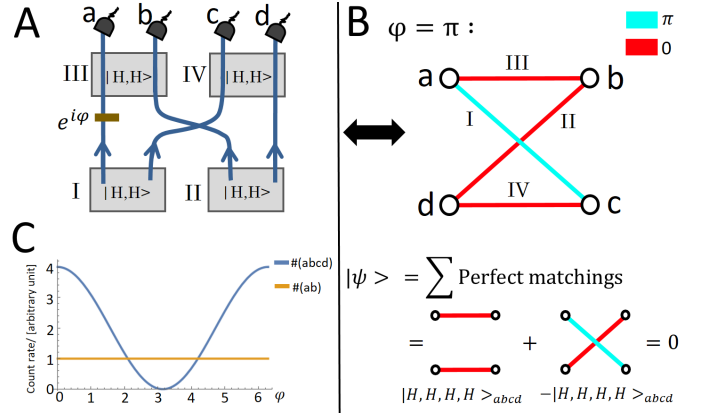 A
a b c d
III |H,H> IV |H,H>
e^{iφ}
I |H,H> II |H,H>
B φ = π :
π
0
a III b
I II
d IV c
|ψ> = ∑ Perfect matchings
= + = 0
|H,H,H,H>_{abcd} −|H,H,H,H>_{abcd}
C
#(abcd)
#(ab)
Count rate/ [arbitrary unit]
4
3
2
1
0
0 1 2 3 4 5 6 φ